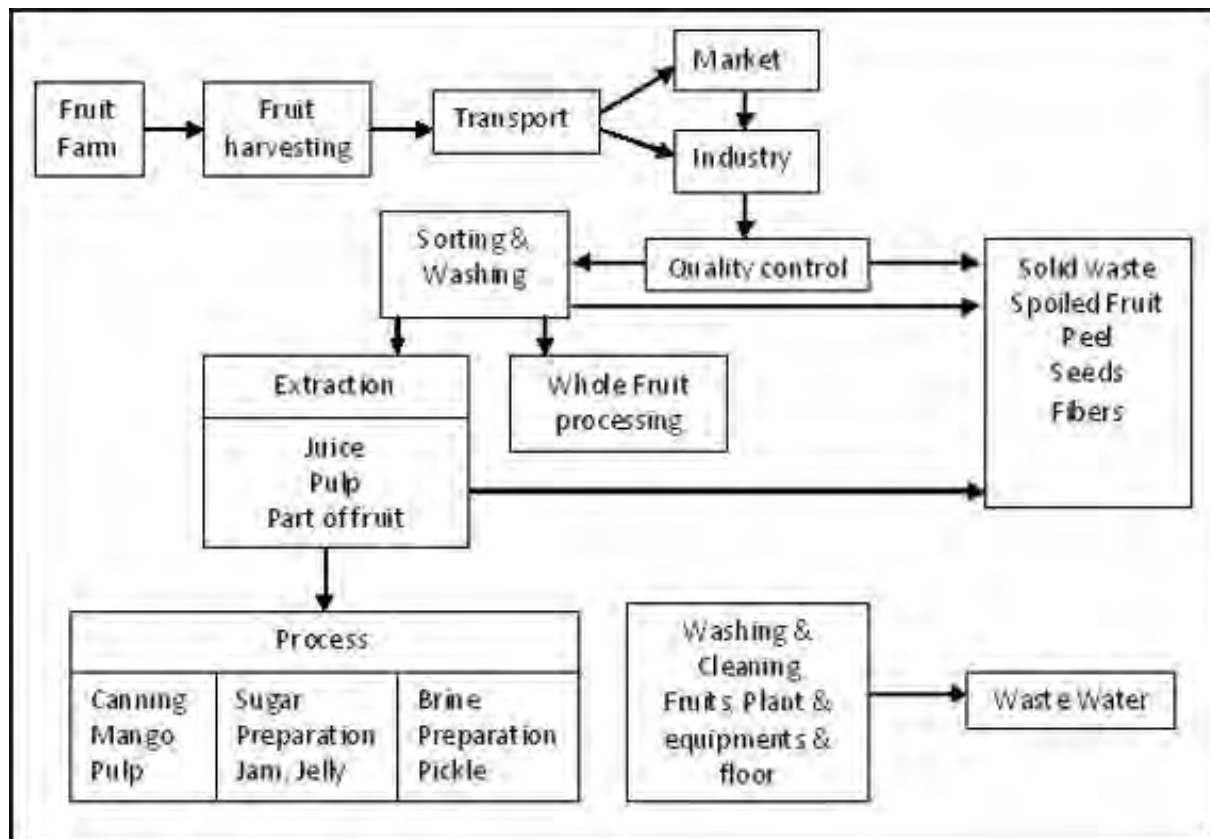 Market
Fruit
Farm
Fruit
harvesting
Transport
Industry
Sorting &
Washing
Quality control
Solid waste
Spoiled Fruit
Peel
Seeds
Fibers
Extraction
Juice
Pulp
Part offruit
Whole Fruit
processing
Process
Canning
Mango
Pulp
Sugar
Preparation
Jam, Jelly
Brine
Preparation
Pickle
Washing &
Cleaning
Fruits, Plant &
equipments &
floor
Waste Water